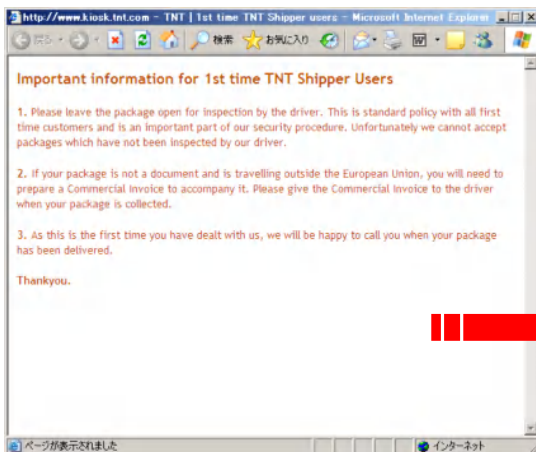 http://www.kiosk.tnt.com - TNT | 1st time TNT Shipper users - Microsoft Internet Explorer
戻る
検索
お気に入り
Important information for 1st time TNT Shipper Users
1. Please leave the package open for inspection by the driver. This is standard policy with all first
time customers and is an important part of our security procedure. Unfortunately we cannot accept
packages which have not been inspected by our driver.
2. If your package is not a document and is travelling outside the European Union, you will need to
prepare a Commercial Invoice to accompany it. Please give the Commercial Invoice to the driver
when your package is collected.
3. As this is the first time you have dealt with us, we will be happy to call you when your package
has been delivered.
Thankyou.
ページが表示されました
インターネット